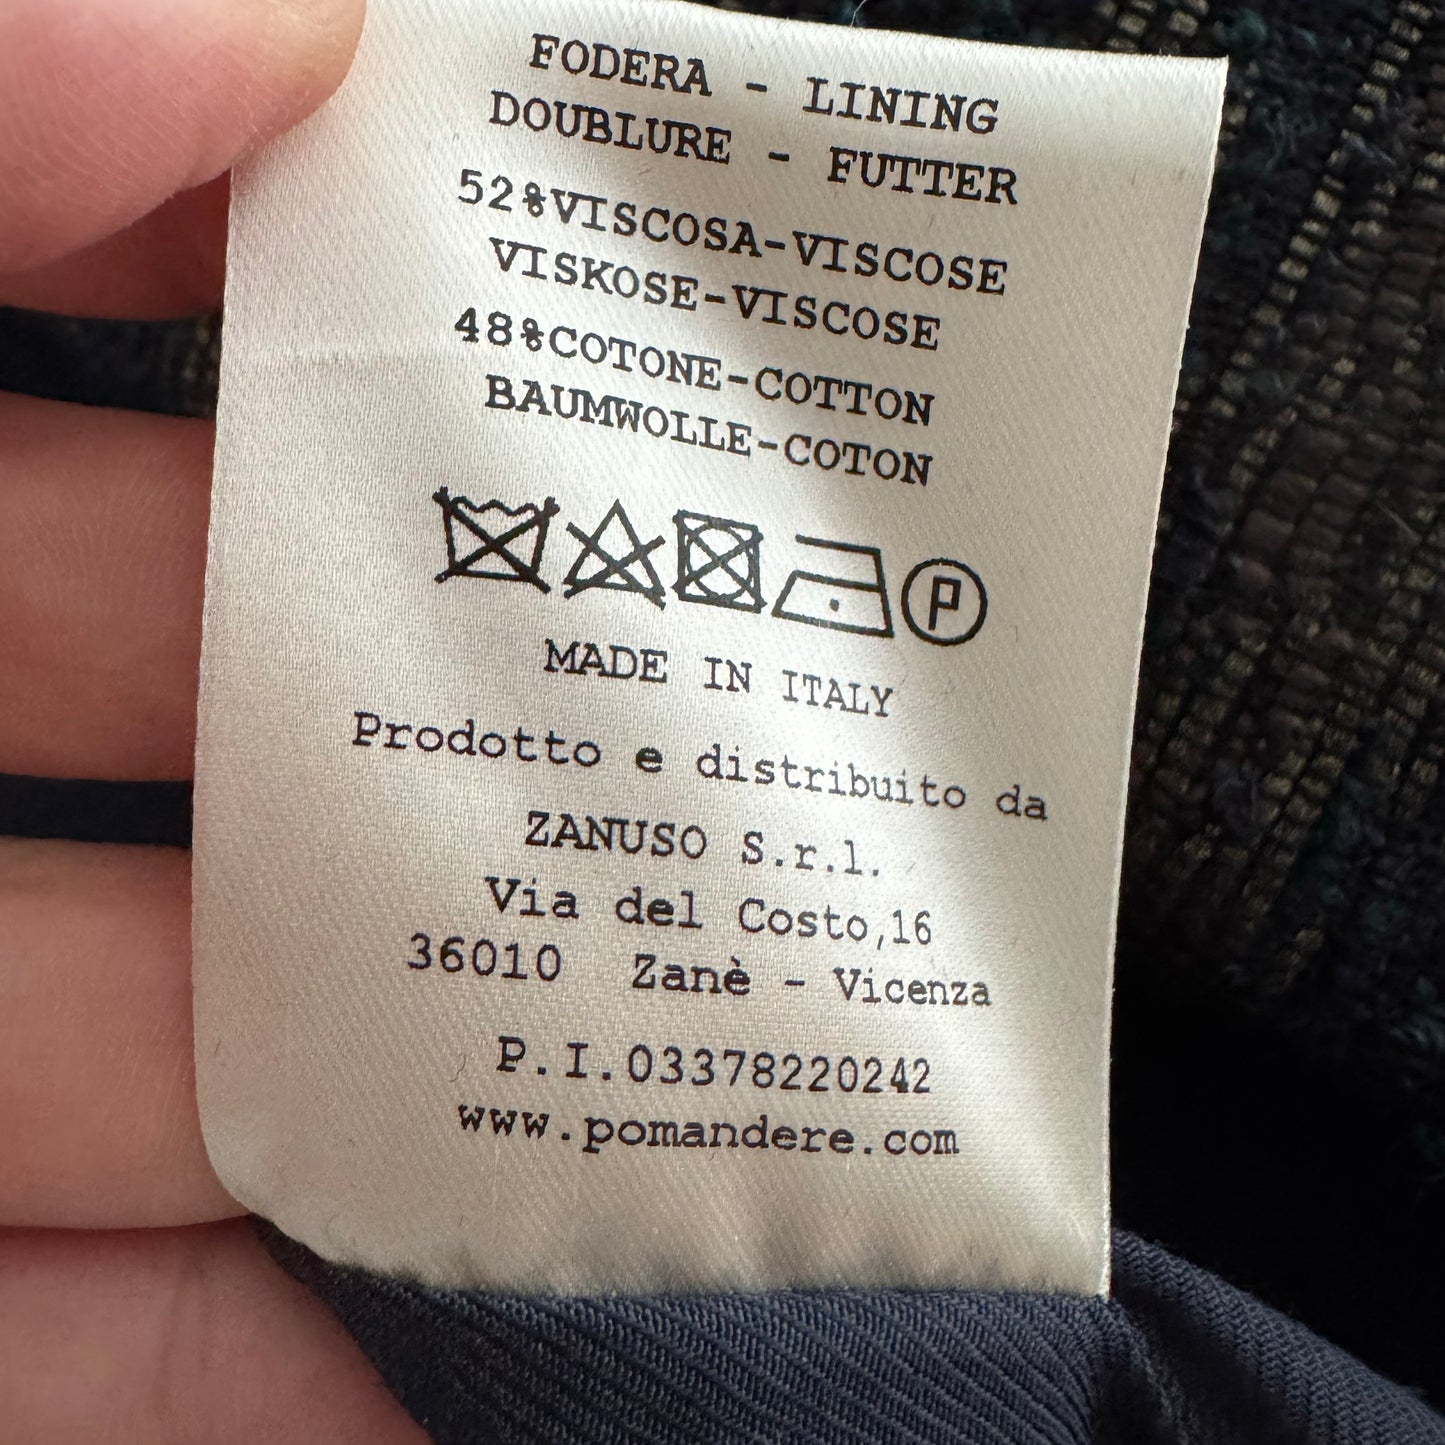 FODERA - LINING
DOUBLURE - FUTTER
52%VISCOSA-VISCOSE
VISKOSE-VISCOSE
48%COTONE-COTTON
BAUMWOLLE-COTON
P
MADE IN ITALY
Prodotto e distribuito da
ZANUSO S.r.l.
Via del Costo,16
36010 Zanè - Vicenza
P.I.03378220242
www.pomandere.com